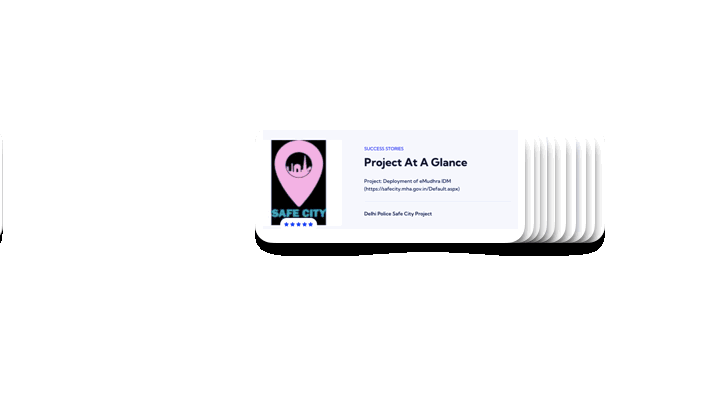 SUCCESS STORIES
Project At A Glance
Project: Deployment of eMudhra IDM
(https://safecity.mha.gov.in/Default.aspx)
SAFE CITY
Delhi Police Safe City Project